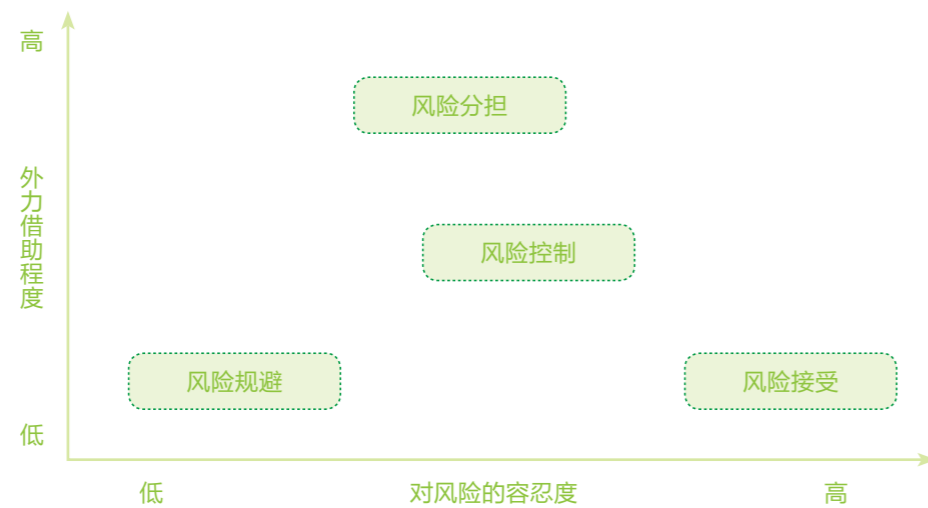 高
风险分担
外力借助程度
风险控制
风险规避
风险接受
低
低
对风险的容忍度
高